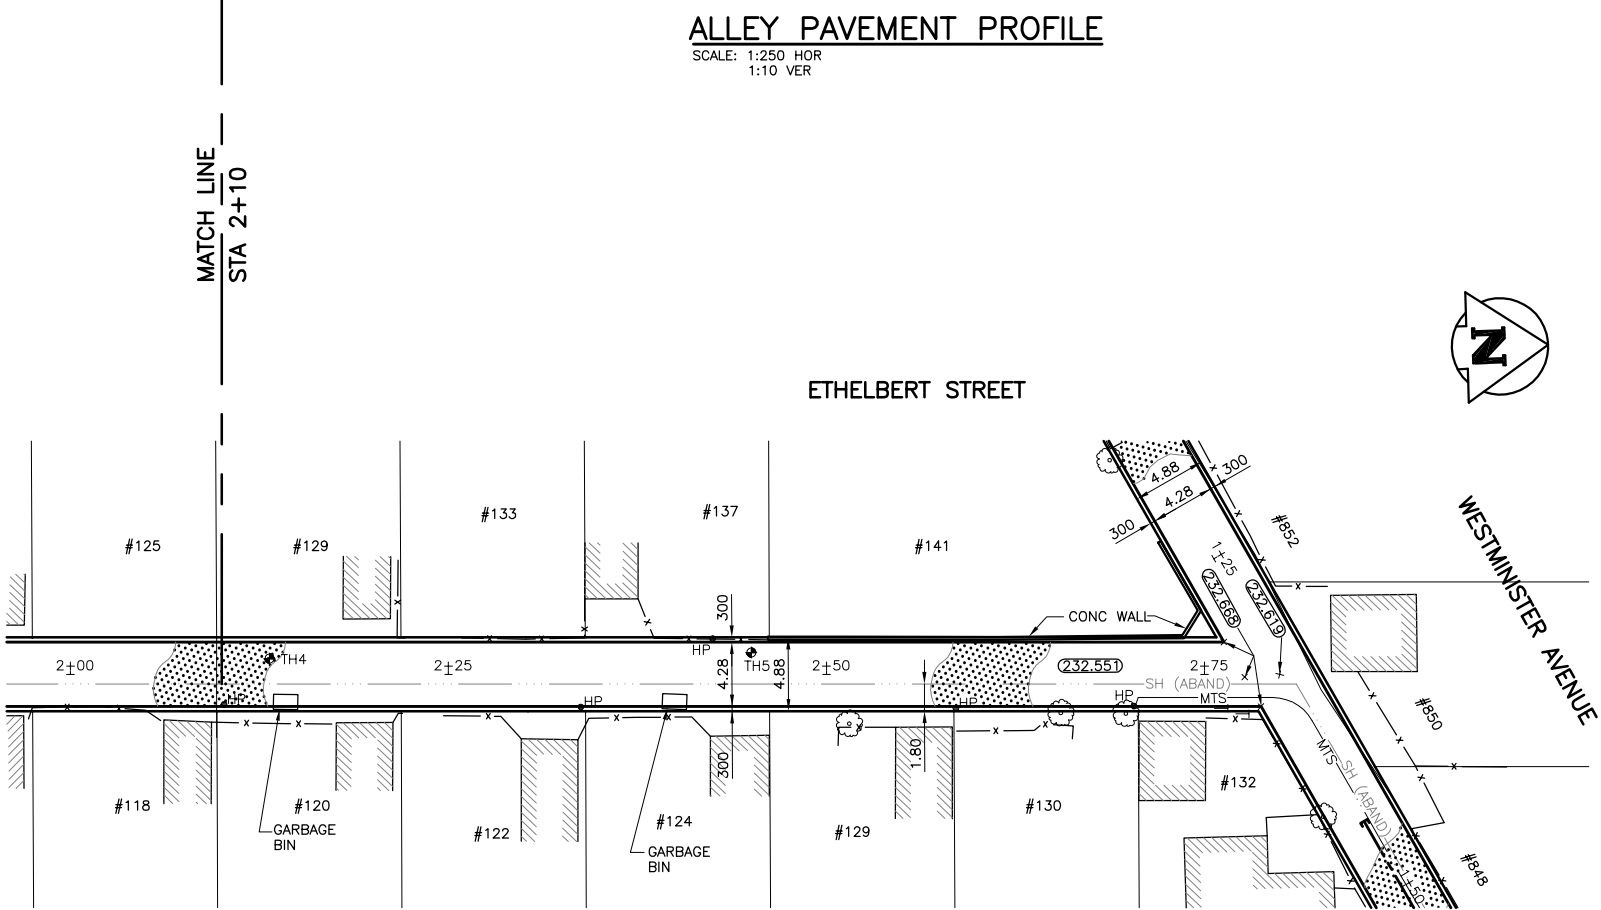 ALLEY PAVEMENT PROFILE
SCALE: 1:250 HOR
1:10 VER
MATCH LINE
STA 2+10
N
ETHELBERT STREET
WESTMINISTER AVENUE
#125
#129
#133
#137
#141
#852
#850
#848
300
4.88
4.28
300
1+25
232.668
232.619
CONC WALL
300
HP
2+00
TH4
2+25
4.28
TH5
4.88
2+50
232.551
2+75
SH (ABAND)
HP
HP
HP
HP
MTS
300
1.80
MTS
SH (ABAND)
#118
#120
#122
#124
#129
#130
#132
GARBAGE
BIN
GARBAGE
BIN
1+50